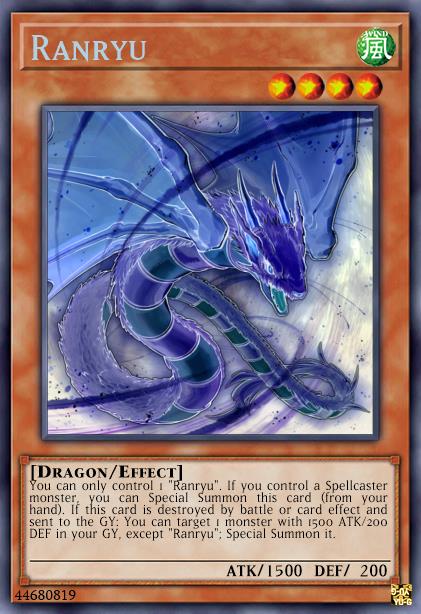 Ranryu
WIND
風
[Dragon/Effect]
You can only control 1 "Ranryu". If you control a Spellcaster
monster, you can Special Summon this card (from your
hand). If this card is destroyed by battle or card effect and
sent to the GY: You can target 1 monster with 1500 ATK/200
DEF in your GY, except "Ranryu"; Special Summon it.
ATK/1500 DEF/ 200
44680819